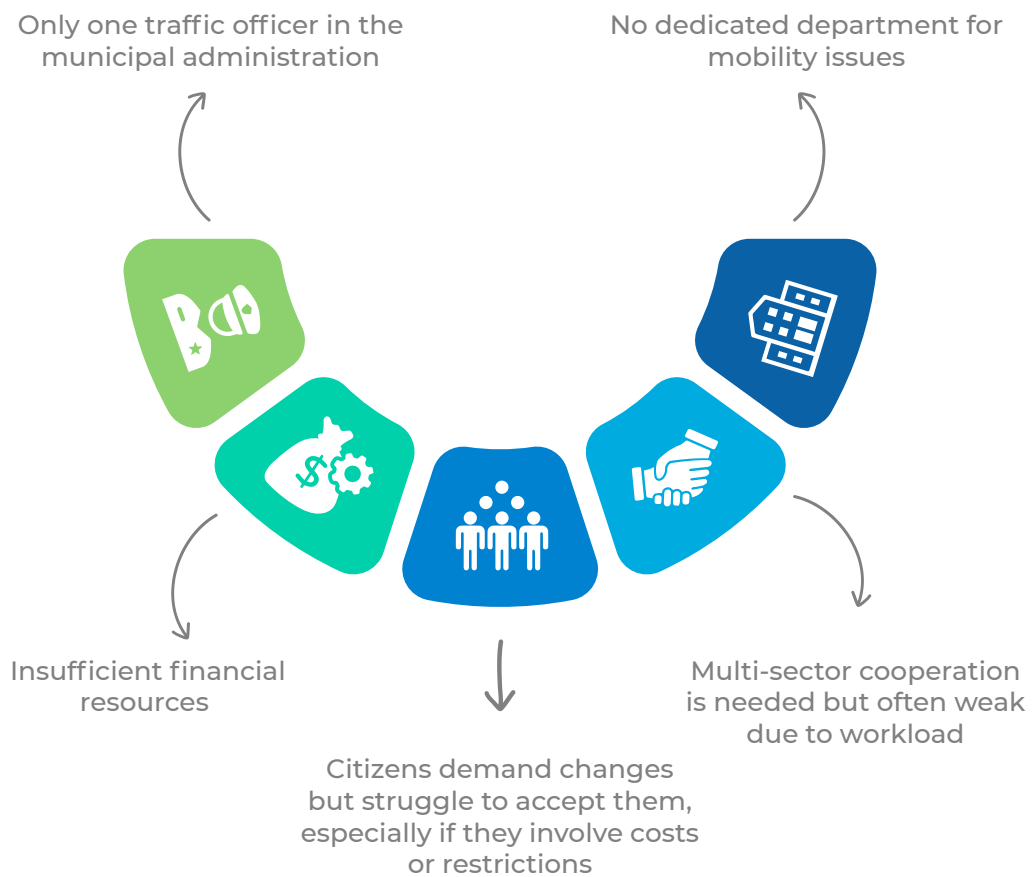 Only one traffic officer in the
municipal administration
No dedicated department for
mobility issues
$
Insufficient financial
resources
Multi-sector cooperation
is needed but often weak
due to workload
Citizens demand changes
but struggle to accept them,
especially if they involve costs
or restrictions